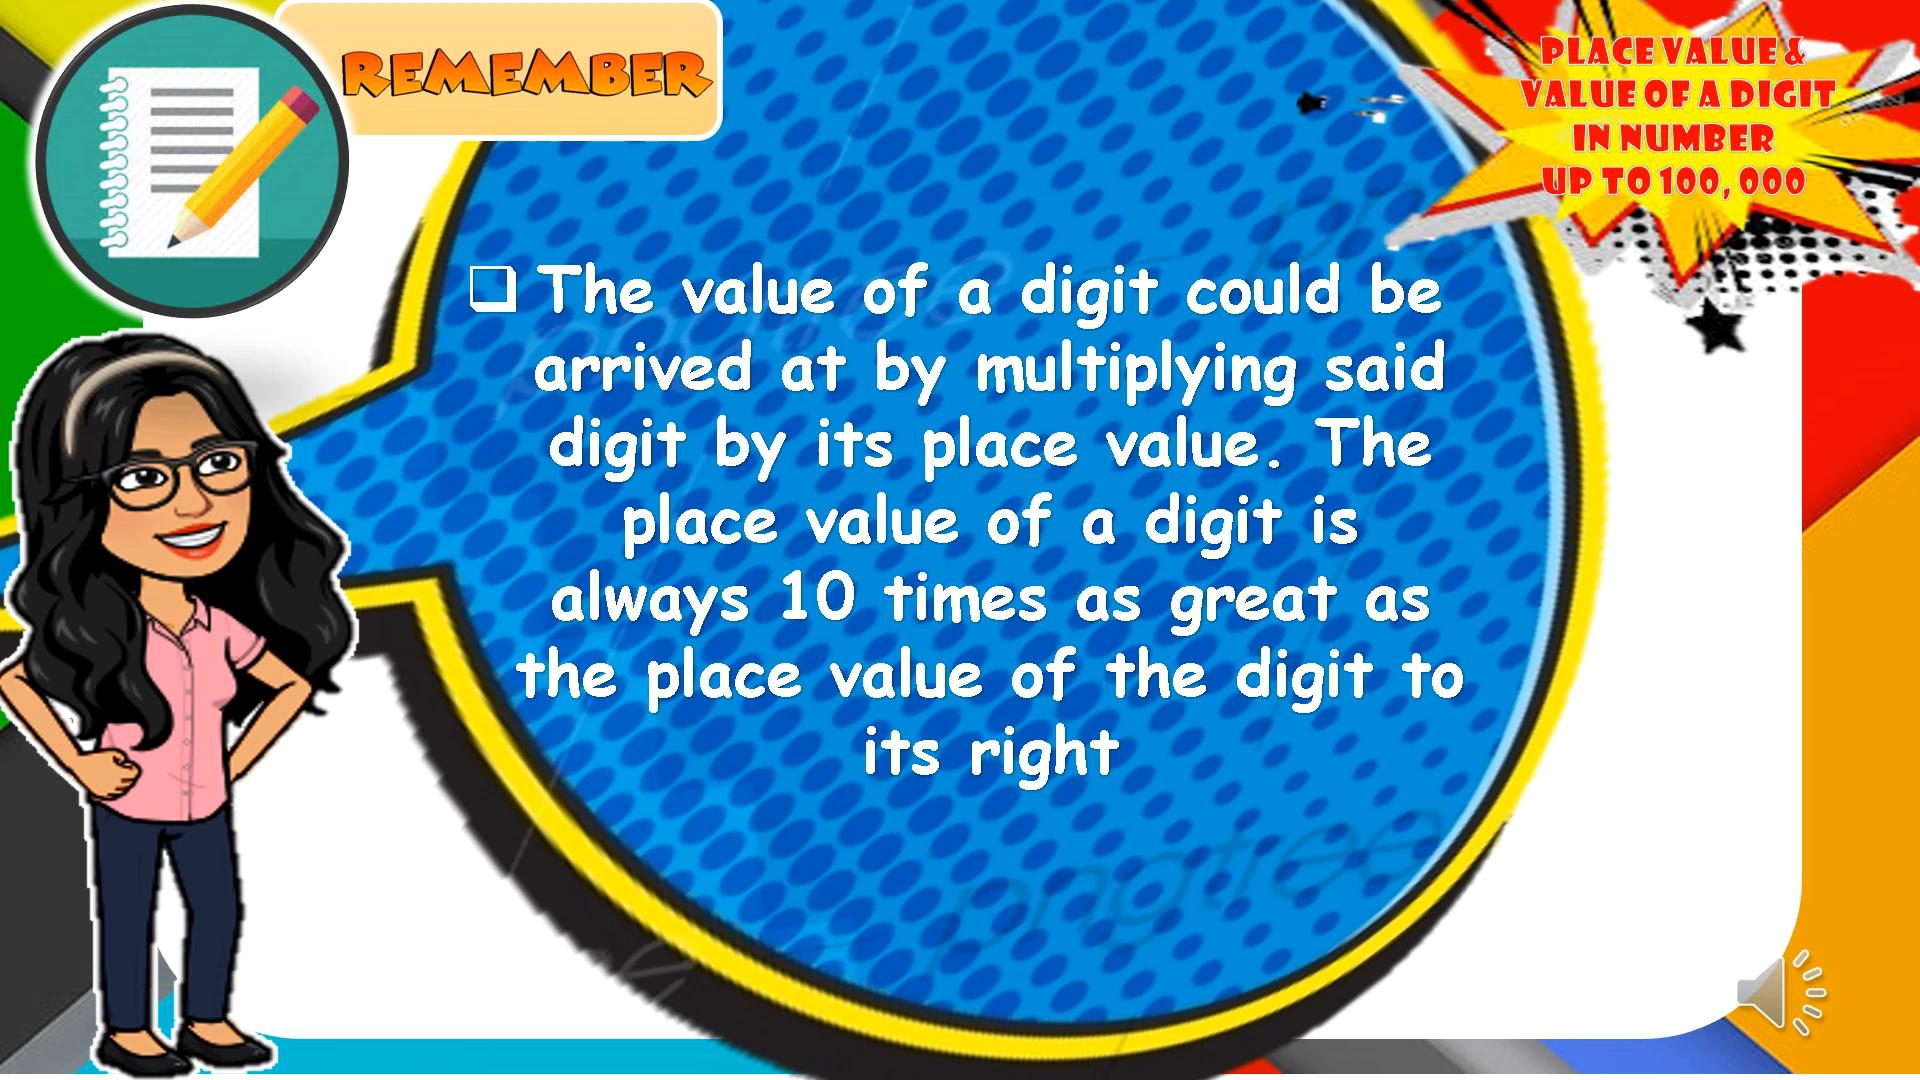 REMEMBER
PLACE VALUE &
VALUE OF A DIGIT
IN NUMBER
UP TO 100, 000
The value of a digit could be
arrived at by multiplying said
digit by its place value. The
place value of a digit is
always 10 times as great as
the place value of the digit to
its right
pngtree
pngtree